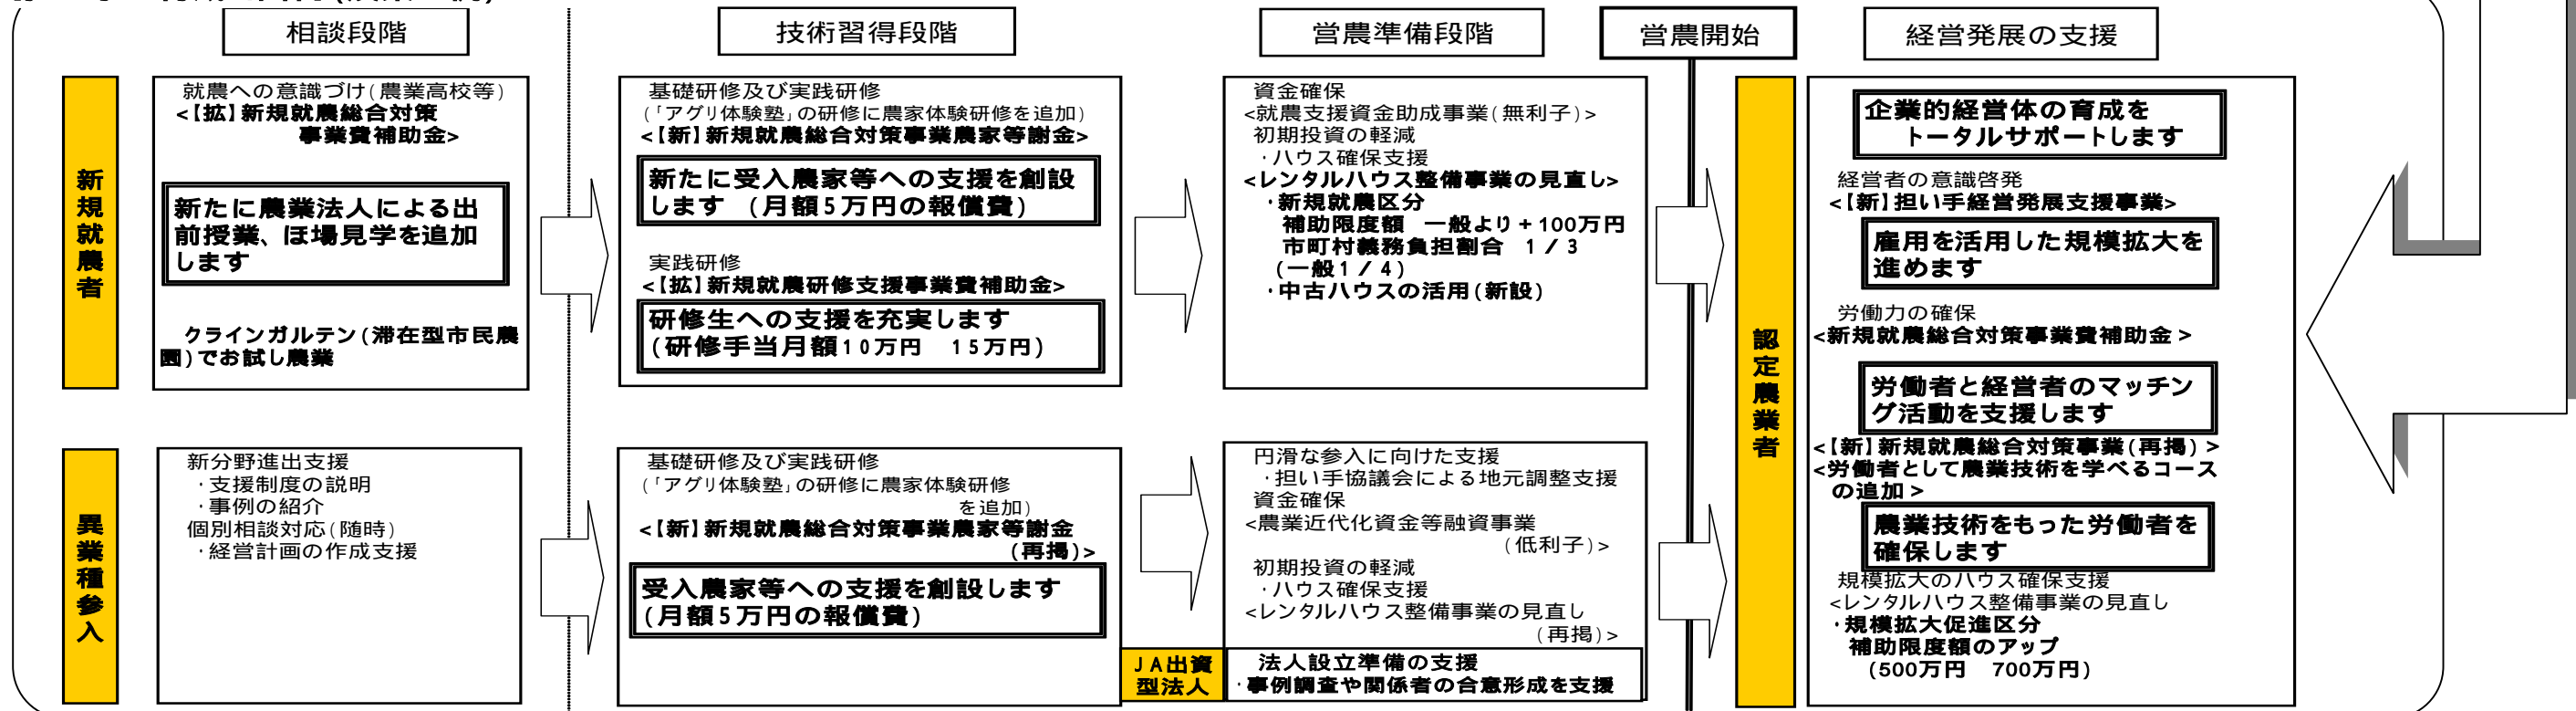 相談段階
技術習得段階
営農準備段階
営農開始
経営発展の支援
新規就農者
就農への意識づけ(農業高校等)
<【拡】新規就農総合対策
事業費補助金>
新たに農業法人による出
前授業、ほ場見学を追加
します
クラインガルテン(滞在型市民農
園)でお試し農業
基礎研修及び実践研修
(「アグリ体験塾」の研修に農家体験研修を追加)
<【新】新規就農総合対策事業農家等謝金>
新たに受入農家等への支援を創設
します (月額5万円の報償費)
実践研修
<【拡】新規就農研修支援事業費補助金>
研修生への支援を充実します
(研修手当月額10万円 15万円)
資金確保
<就農支援資金助成事業(無利子)>
初期投資の軽減
・ハウス確保支援
<レンタルハウス整備事業の見直し>
・新規就農区分
補助限度額 一般より+100万円
市町村義務負担割合 1/3
(一般1/4)
・中古ハウスの活用(新設)
異業種参入
新分野進出支援
・支援制度の説明
・事例の紹介
個別相談対応(随時)
・経営計画の作成支援
基礎研修及び実践研修
(「アグリ体験塾」の研修に農家体験研修
を追加)
<【新】新規就農総合対策事業農家等謝金
(再掲)>
受入農家等への支援を創設します
(月額5万円の報償費)
円滑な参入に向けた支援
・担い手協議会による地元調整支援
資金確保
<農業近代化資金等融資事業
(低利子)>
初期投資の軽減
・ハウス確保支援
<レンタルハウス整備事業の見直し
(再掲)>
JA出資
型法人
法人設立準備の支援
・事例調査や関係者の合意形成を支援
認定農業者
企業的経営体の育成を
トータルサポートします
経営者の意識啓発
<【新】担い手経営発展支援事業>
雇用を活用した規模拡大を
進めます
労働力の確保
<新規就農総合対策事業費補助金>
労働者と経営者のマッチン
グ活動を支援します
<【新】新規就農総合対策事業(再掲)>
<労働者として農業技術を学べるコース
の追加>
農業技術をもった労働者を
確保します
規模拡大のハウス確保支援
<レンタルハウス整備事業の見直し
・規模拡大促進区分
補助限度額のアップ
(500万円 700万円)